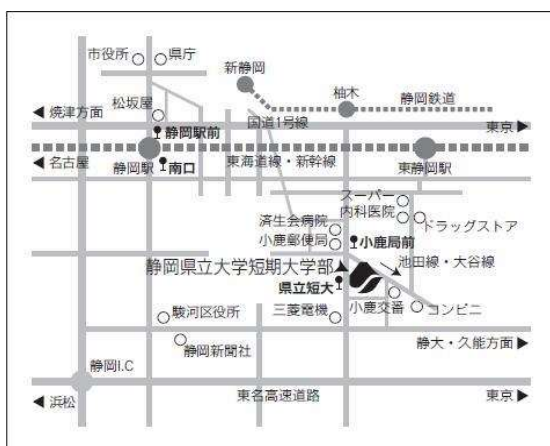 市役所
県庁
新静岡
柚木
静岡鉄道
焼津方面
松坂屋
国道1号線
東京
静岡駅前
名古屋
静岡駅
南口
東海道線・新幹線
東静岡駅
スーパー
内科医院
ドラッグストア
済生会病院
小鹿郵便局
小鹿局前
池田線・大谷線
静岡県立大学短期大学部
県立短大
駿河区役所
三菱電機
小鹿交番
コンビニ
静岡新聞社
静大・久能方面
静岡I.C
東名高速道路
浜松
東京